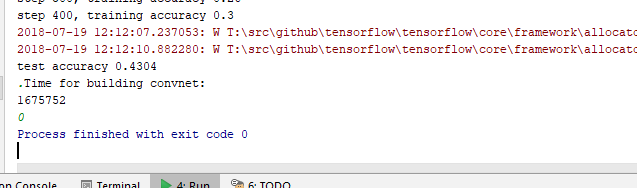 step 400, training accuracy 0.3
2018-07-19 12:12:07.237053: W T:\src\github\tensorflow\tensorflow\core\framework\allocato
2018-07-19 12:12:10.882280: W T:\src\github\tensorflow\tensorflow\core\framework\allocato
test accuracy 0.4304
.Time for building convnet:
1675752
0
Process finished with exit code 0
on Console Terminal 4: Run 6: TODO